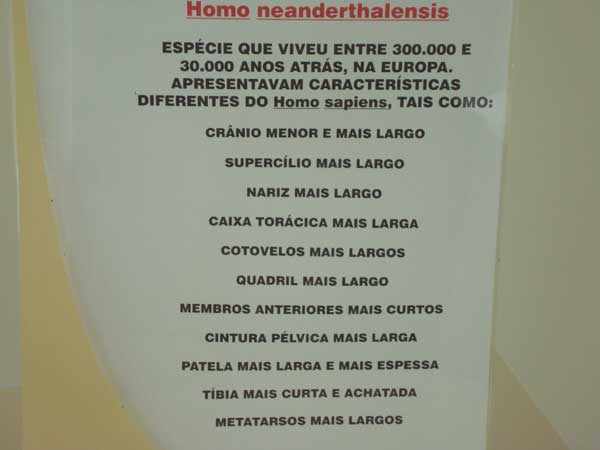 Homo neanderthalensis
ESPÉCIE QUE VIVEU ENTRE 300.000 E
30.000 ANOS ATRÁS, NA EUROPA.
APRESENTAVAM CARACTERÍSTICAS
DIFERENTES DO Homo sapiens, TAIS COMO:
CRÂNIO MENOR E MAIS LARGO
SUPERCÍLIO MAIS LARGO
NARIZ MAIS LARGO
CAIXA TORÁCICA MAIS LARGA
COTOVELOS MAIS LARGOS
QUADRIL MAIS LARGO
MEMBROS ANTERIORES MAIS CURTOS
CINTURA PÉLVICA MAIS LARGA
PATELA MAIS LARGA E MAIS ESPESSA
TÍBIA MAIS CURTA E ACHATADA
METATARSOS MAIS LARGOS